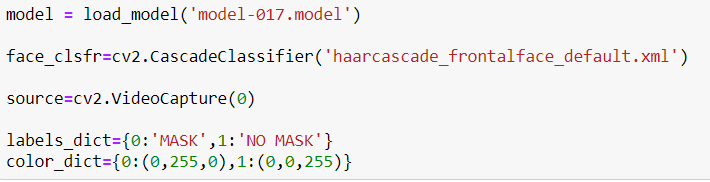 model = load_model('model-017.model')
face_clsfr=cv2.CascadeClassifier('haarcascade_frontalface_default.xml')
source=cv2.VideoCapture(0)
labels_dict={0:'MASK',1:'NO MASK'}
color_dict={0:(0,255,0),1:(0,0,255)}